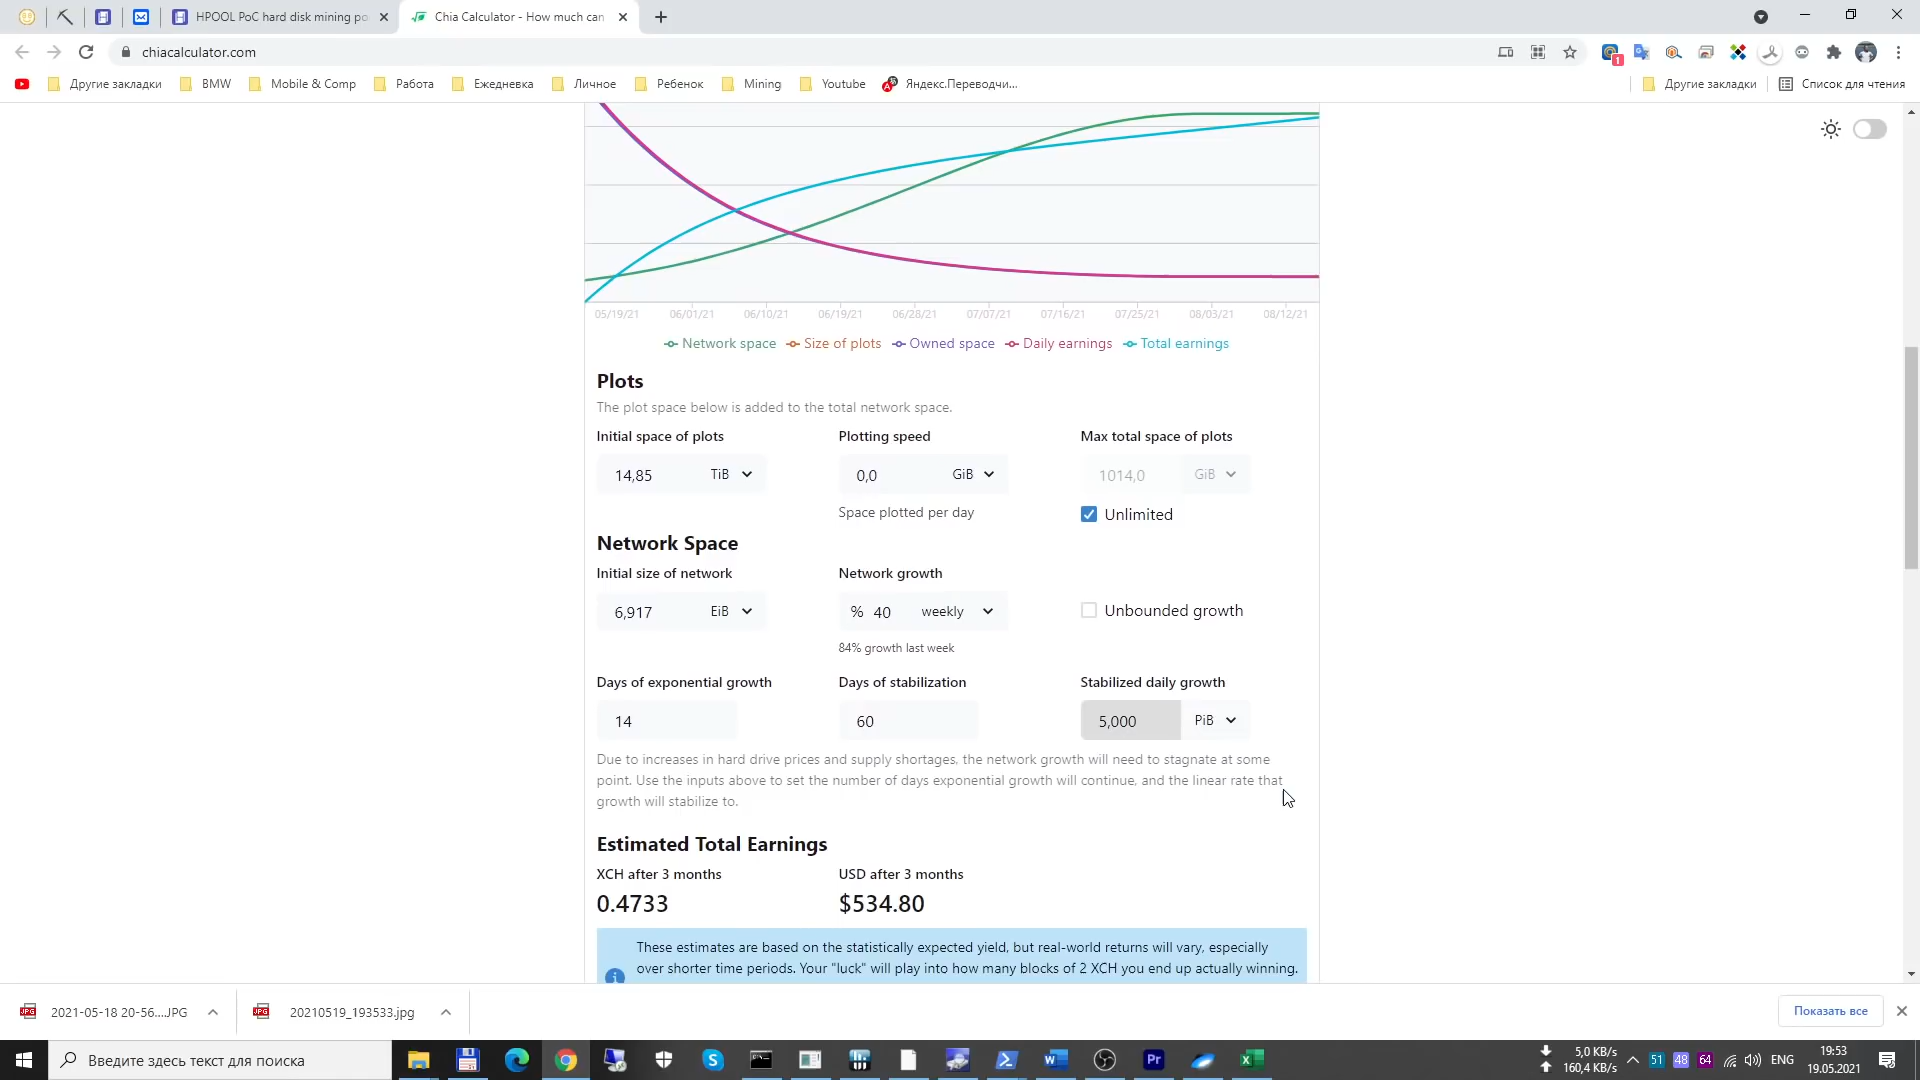 HPOOL PoC hard disk mining po
Chia Calculator - How much can
chiacalculator.com
1
Другие закладки
BMW
Mobile & Comp
Работа
Ежедневка
Личное
Ребенок
Mining
Youtube
Яндекс.Переводчи...
Другие закладки
Список для чтения
05/19/21 06/01/21 06/10/21 06/19/21 06/28/21 07/07/21 07/16/21 07/25/21 08/03/21 08/12/21
Network space Size of plots Owned space Daily earnings Total earnings
Plots
The plot space below is added to the total network space.
Initial space of plots Plotting speed Max total space of plots
14,85 TiB 0,0 GiB 1014,0 GiB
Space plotted per day Unlimited
Network Space
Initial size of network Network growth
6,917 EiB % 40 weekly Unbounded growth
84% growth last week
Days of exponential growth Days of stabilization Stabilized daily growth
14 60 5,000 PiB
Due to increases in hard drive prices and supply shortages, the network growth will need to stagnate at some
point. Use the inputs above to set the number of days exponential growth will continue, and the linear rate that
growth will stabilize to.
Estimated Total Earnings
XCH after 3 months USD after 3 months
0.4733 $534.80
These estimates are based on the statistically expected yield, but real-world returns will vary, especially
over shorter time periods. Your "luck" will play into how many blocks of 2 XCH you end up actually winning.
2021-05-18 20-56....JPG
20210519_193533.jpg
Показать все
Введите здесь текст для поиска
5,0 KB/s
160,4 KB/s
51 48 64
ENG
19:53
19.05.2021